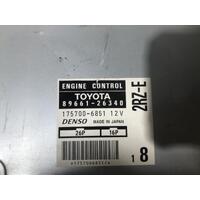 ENGINE CONTROL
TOYOTA
89661-26340
175700-6851 12V
DENSO MADE IN JAPAN
26P 16P
2RZ-E
1 8